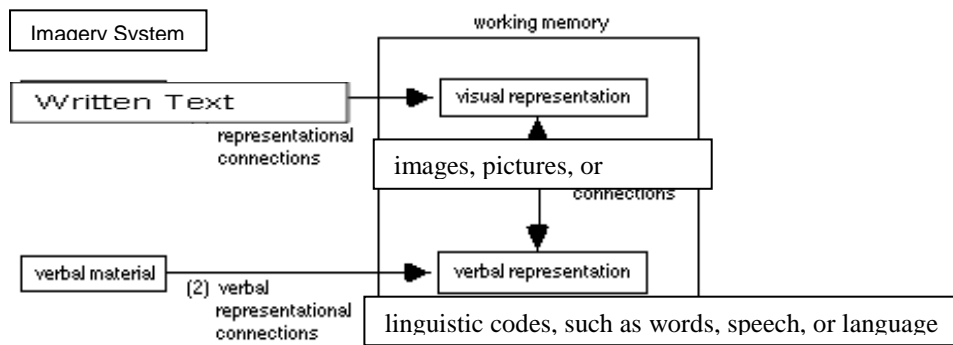 working memory
Imagery System
Written Text
visual representation
representational
connections
images, pictures, or
connections
verbal material
verbal representation
(2) verbal
representational
connections
linguistic codes, such as words, speech, or language